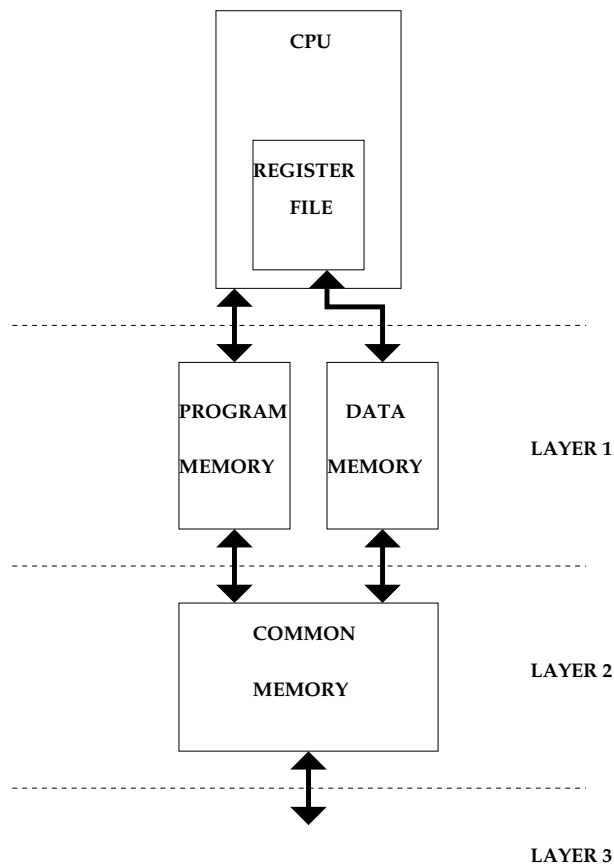 CPU
REGISTER
FILE
PROGRAM
MEMORY
DATA
MEMORY
LAYER 1
COMMON
MEMORY
LAYER 2
LAYER 3